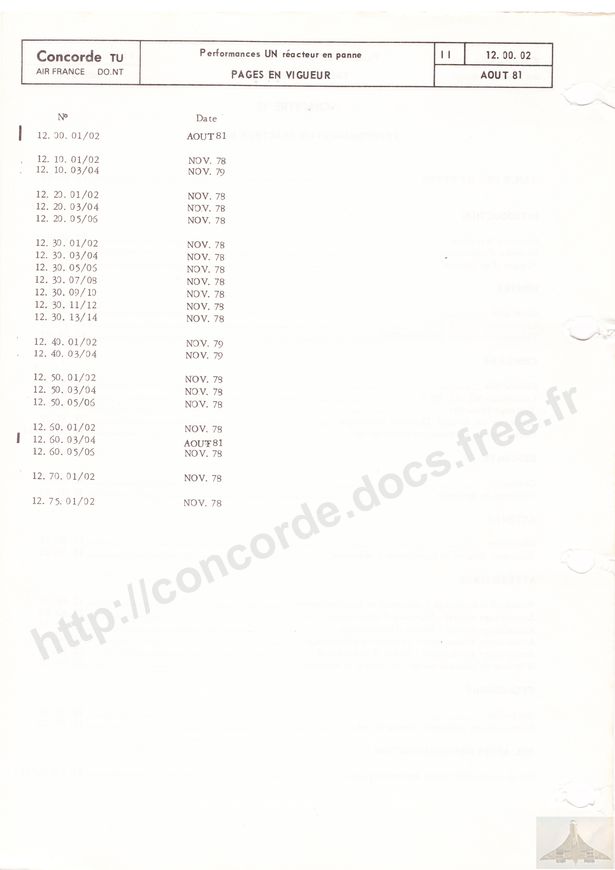 Concorde TU
AIR FRANCE DO.NT
Performances UN réacteur en panne
PAGES EN VIGUEUR
11
12. 00. 02
AOUT 81
N° Date
12. 00. 01/02 AOUT 81
12. 10. 01/02 NOV. 78
12. 10. 03/04 NOV. 79
12. 20. 01/02 NOV. 78
12. 20. 03/04 NOV. 78
12. 20. 05/06 NOV. 78
12. 30. 01/02 NOV. 78
12. 30. 03/04 NOV. 78
12. 30. 05/06 NOV. 78
12. 30. 07/08 NOV. 78
12. 30. 09/10 NOV. 78
12. 30. 11/12 NOV. 78
12. 30. 13/14 NOV. 78
12. 40. 01/02 NOV. 79
12. 40. 03/04 NOV. 79
12. 50. 01/02 NOV. 78
12. 50. 03/04 NOV. 78
12. 50. 05/06 NOV. 78
12. 60. 01/02 NOV. 78
12. 60. 03/04 AOUT 81
12. 60. 05/06 NOV. 78
12. 70. 01/02 NOV. 78
12. 75. 01/02 NOV. 78
http://concorde.docs.free.fr